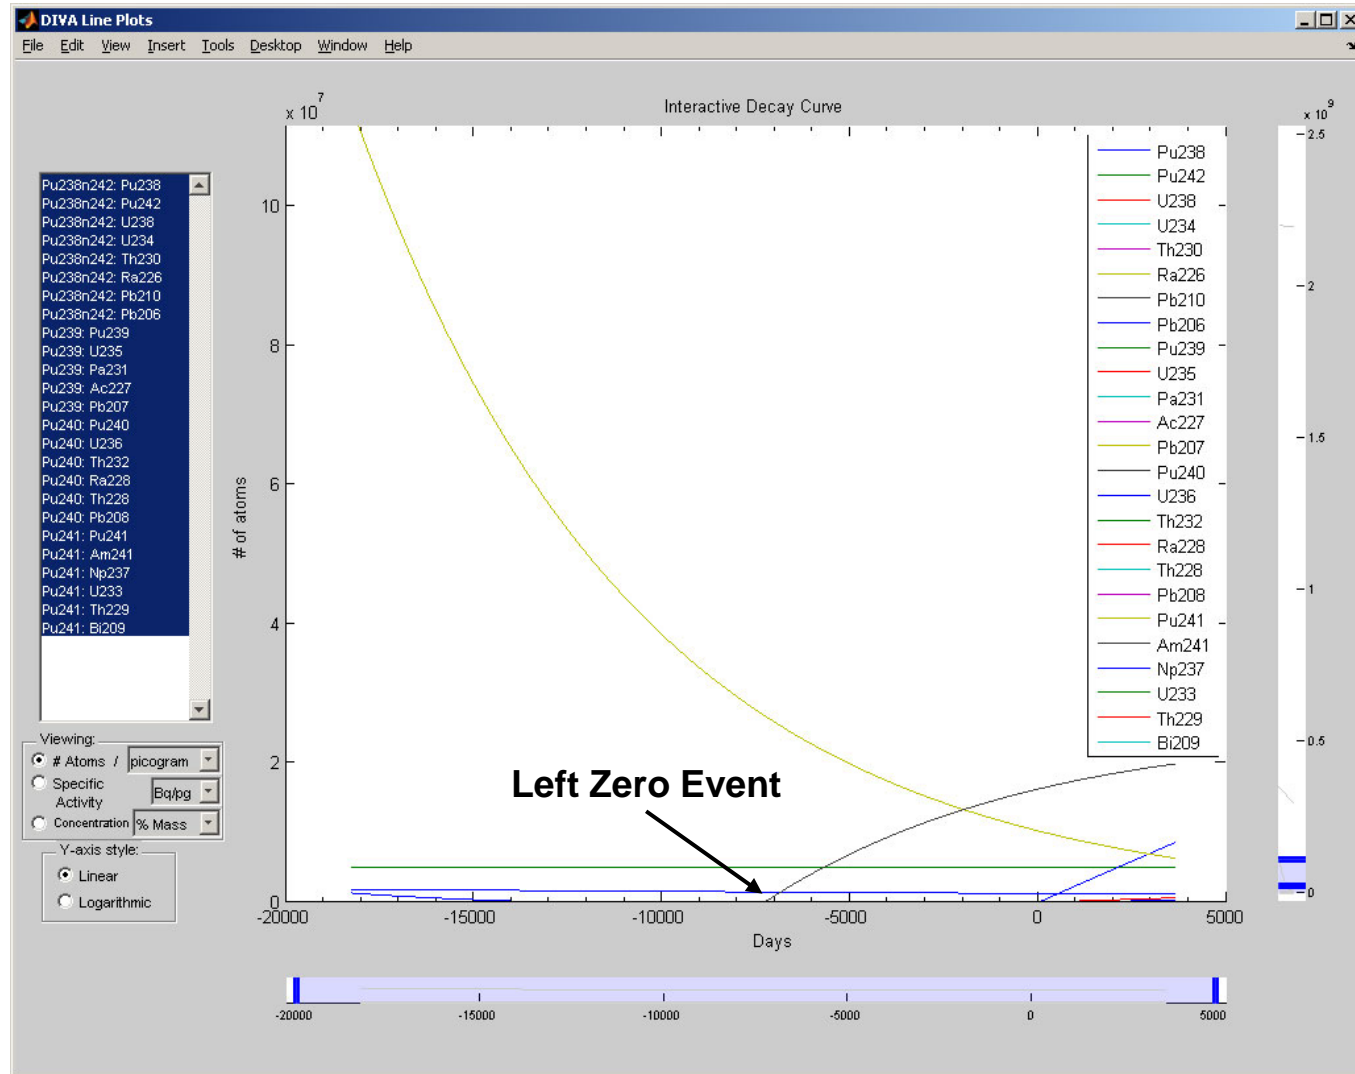 DIVA Line Plots
File Edit View Insert Tools Desktop Window Help
Interactive Decay Curve
x 10^7
x 10^9
Pu238n242: Pu238
Pu238n242: Pu242
Pu238n242: U238
Pu238n242: U234
Pu238n242: Th230
Pu238n242: Ra226
Pu238n242: Pb210
Pu238n242: Pb206
Pu239: Pu239
Pu239: U235
Pu239: Pa231
Pu239: Ac227
Pu239: Pb207
Pu240: Pu240
Pu240: U236
Pu240: Th232
Pu240: Ra228
Pu240: Th228
Pu240: Pb208
Pu241: Pu241
Pu241: Am241
Pu241: Np237
Pu241: U233
Pu241: Th229
Pu241: Bi209
Viewing:
# Atoms / picogram
Specific Activity Bq/pg
Concentration % Mass
Y-axis style:
Linear
Logarithmic
# of atoms
10
8
6
4
2
0
-20000 -15000 -10000 -5000 0 5000
Days
Left Zero Event
Pu238
Pu242
U238
U234
Th230
Ra226
Pb210
Pb206
Pu239
U235
Pa231
Ac227
Pb207
Pu240
U236
Th232
Ra228
Th228
Pb208
Pu241
Am241
Np237
U233
Th229
Bi209
2.5
2
1.5
1
0.5
0
-20000 -15000 -10000 -5000 0 5000